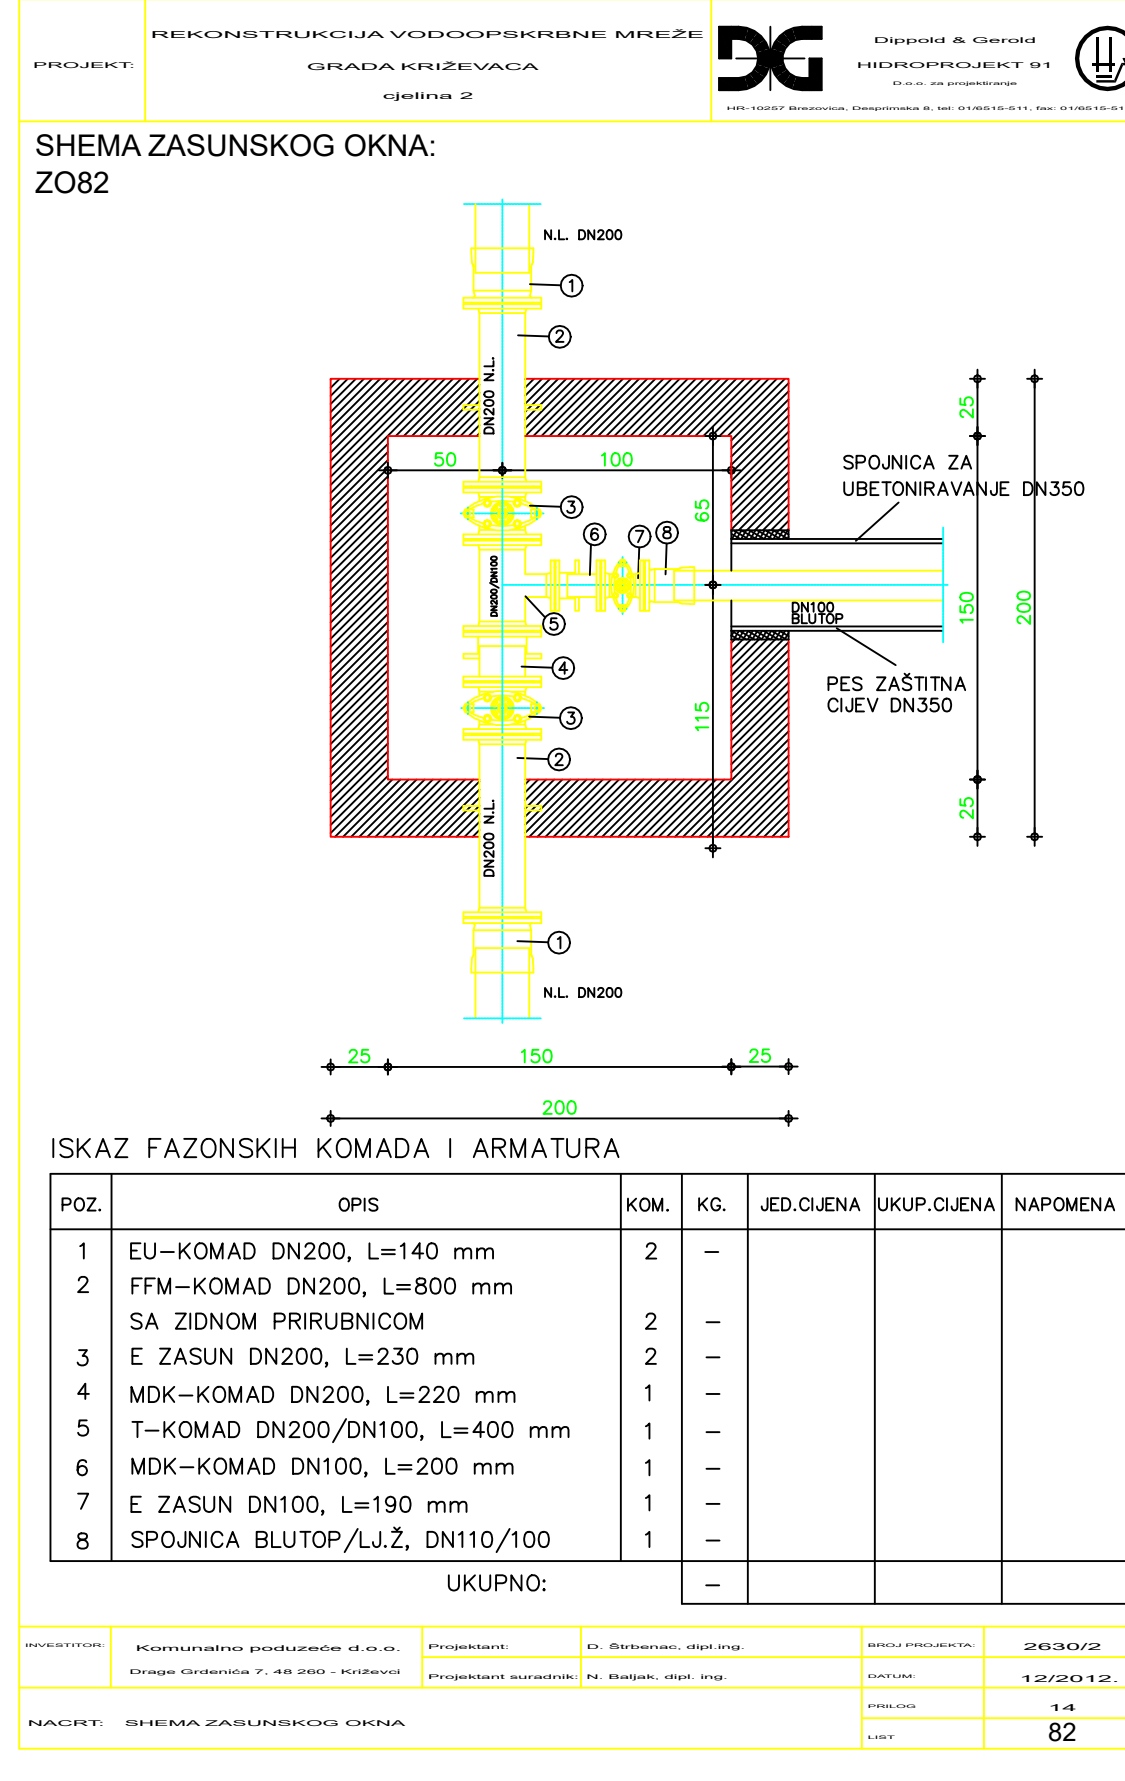 PROJEKT:
REKONSTRUKCIJA VODOOPSKRBNE MREŽE
GRADA KRIŽEVACA
cjelina 2
DG
Dippold & Gerold
HIDROPROJEKT 91
D.o.o. za projektiranje
HR-10257 Brezovica, Desprimska 8, tel: 01/6515-511, fax: 01/6515-51
SHEMA ZASUNSKOG OKNA:
ZO82
N.L. DN200
1
2
DN200 N.L.
25
50
100
SPOJNICA ZA
UBETONIRAVANJE DN350
3
65
6
7
8
DN200/DN100
DN100
BLUTOP
150
200
5
4
PES ZAŠTITNA
CIJEV DN350
3
115
2
DN200 N.L.
25
1
N.L. DN200
25
150
25
200
ISKAZ FAZONSKIH KOMADA I ARMATURA
POZ. OPIS KOM. KG. JED.CIJENA UKUP.CIJENA NAPOMENA
1 EU-KOMAD DN200, L=140 mm 2 -
2 FFM-KOMAD DN200, L=800 mm
SA ZIDNOM PRIRUBNICOM 2 -
3 E ZASUN DN200, L=230 mm 2 -
4 MDK-KOMAD DN200, L=220 mm 1 -
5 T-KOMAD DN200/DN100, L=400 mm 1 -
6 MDK-KOMAD DN100, L=200 mm 1 -
7 E ZASUN DN100, L=190 mm 1 -
8 SPOJNICA BLUTOP/LJ.Ž, DN110/100 1 -
UKUPNO: -
INVESTITOR: Komunalno poduzeće d.o.o.
Drage Grdenića 7, 48 260 - Križevci
Projektant: D. Štrbenac, dipl.ing.
Projektant suradnik: N. Baljak, dipl. ing.
BROJ PROJEKTA: 2630/2
DATUM: 12/2012.
PRILOG 14
LIST 82
NACRT: SHEMA ZASUNSKOG OKNA